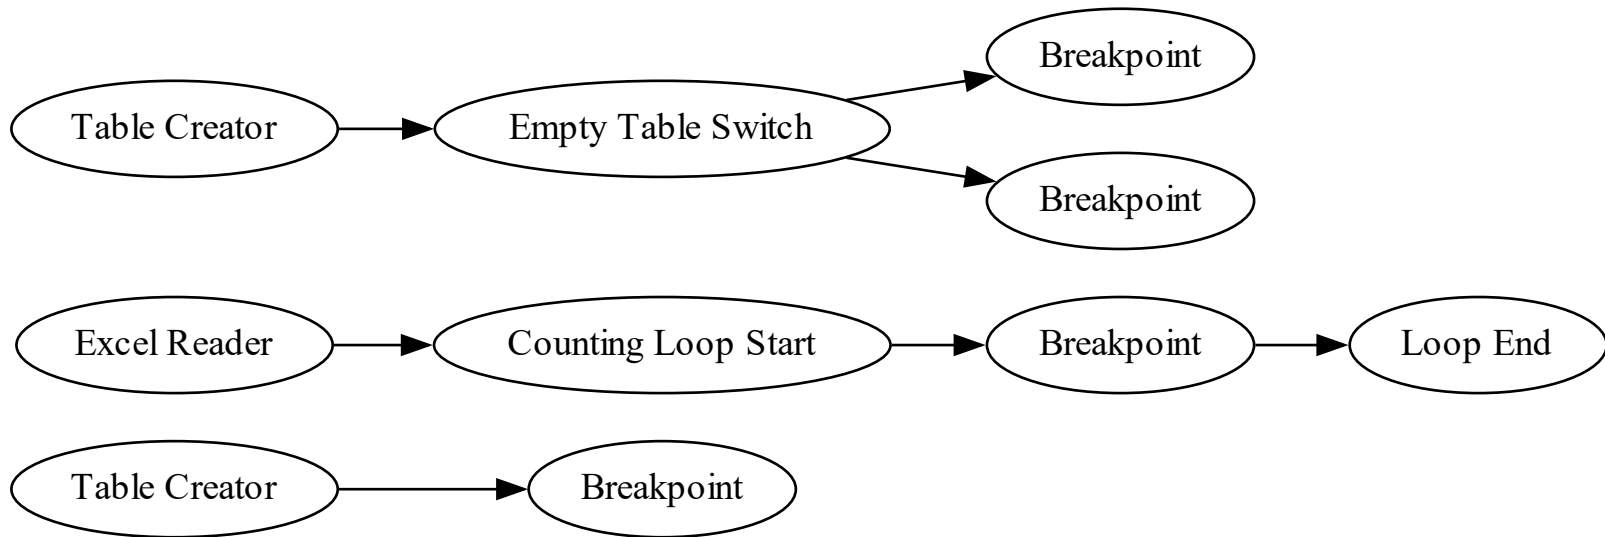 Breakpoint
Table Creator
Empty Table Switch
Breakpoint
Excel Reader
Counting Loop Start
Breakpoint
Loop End
Table Creator
Breakpoint